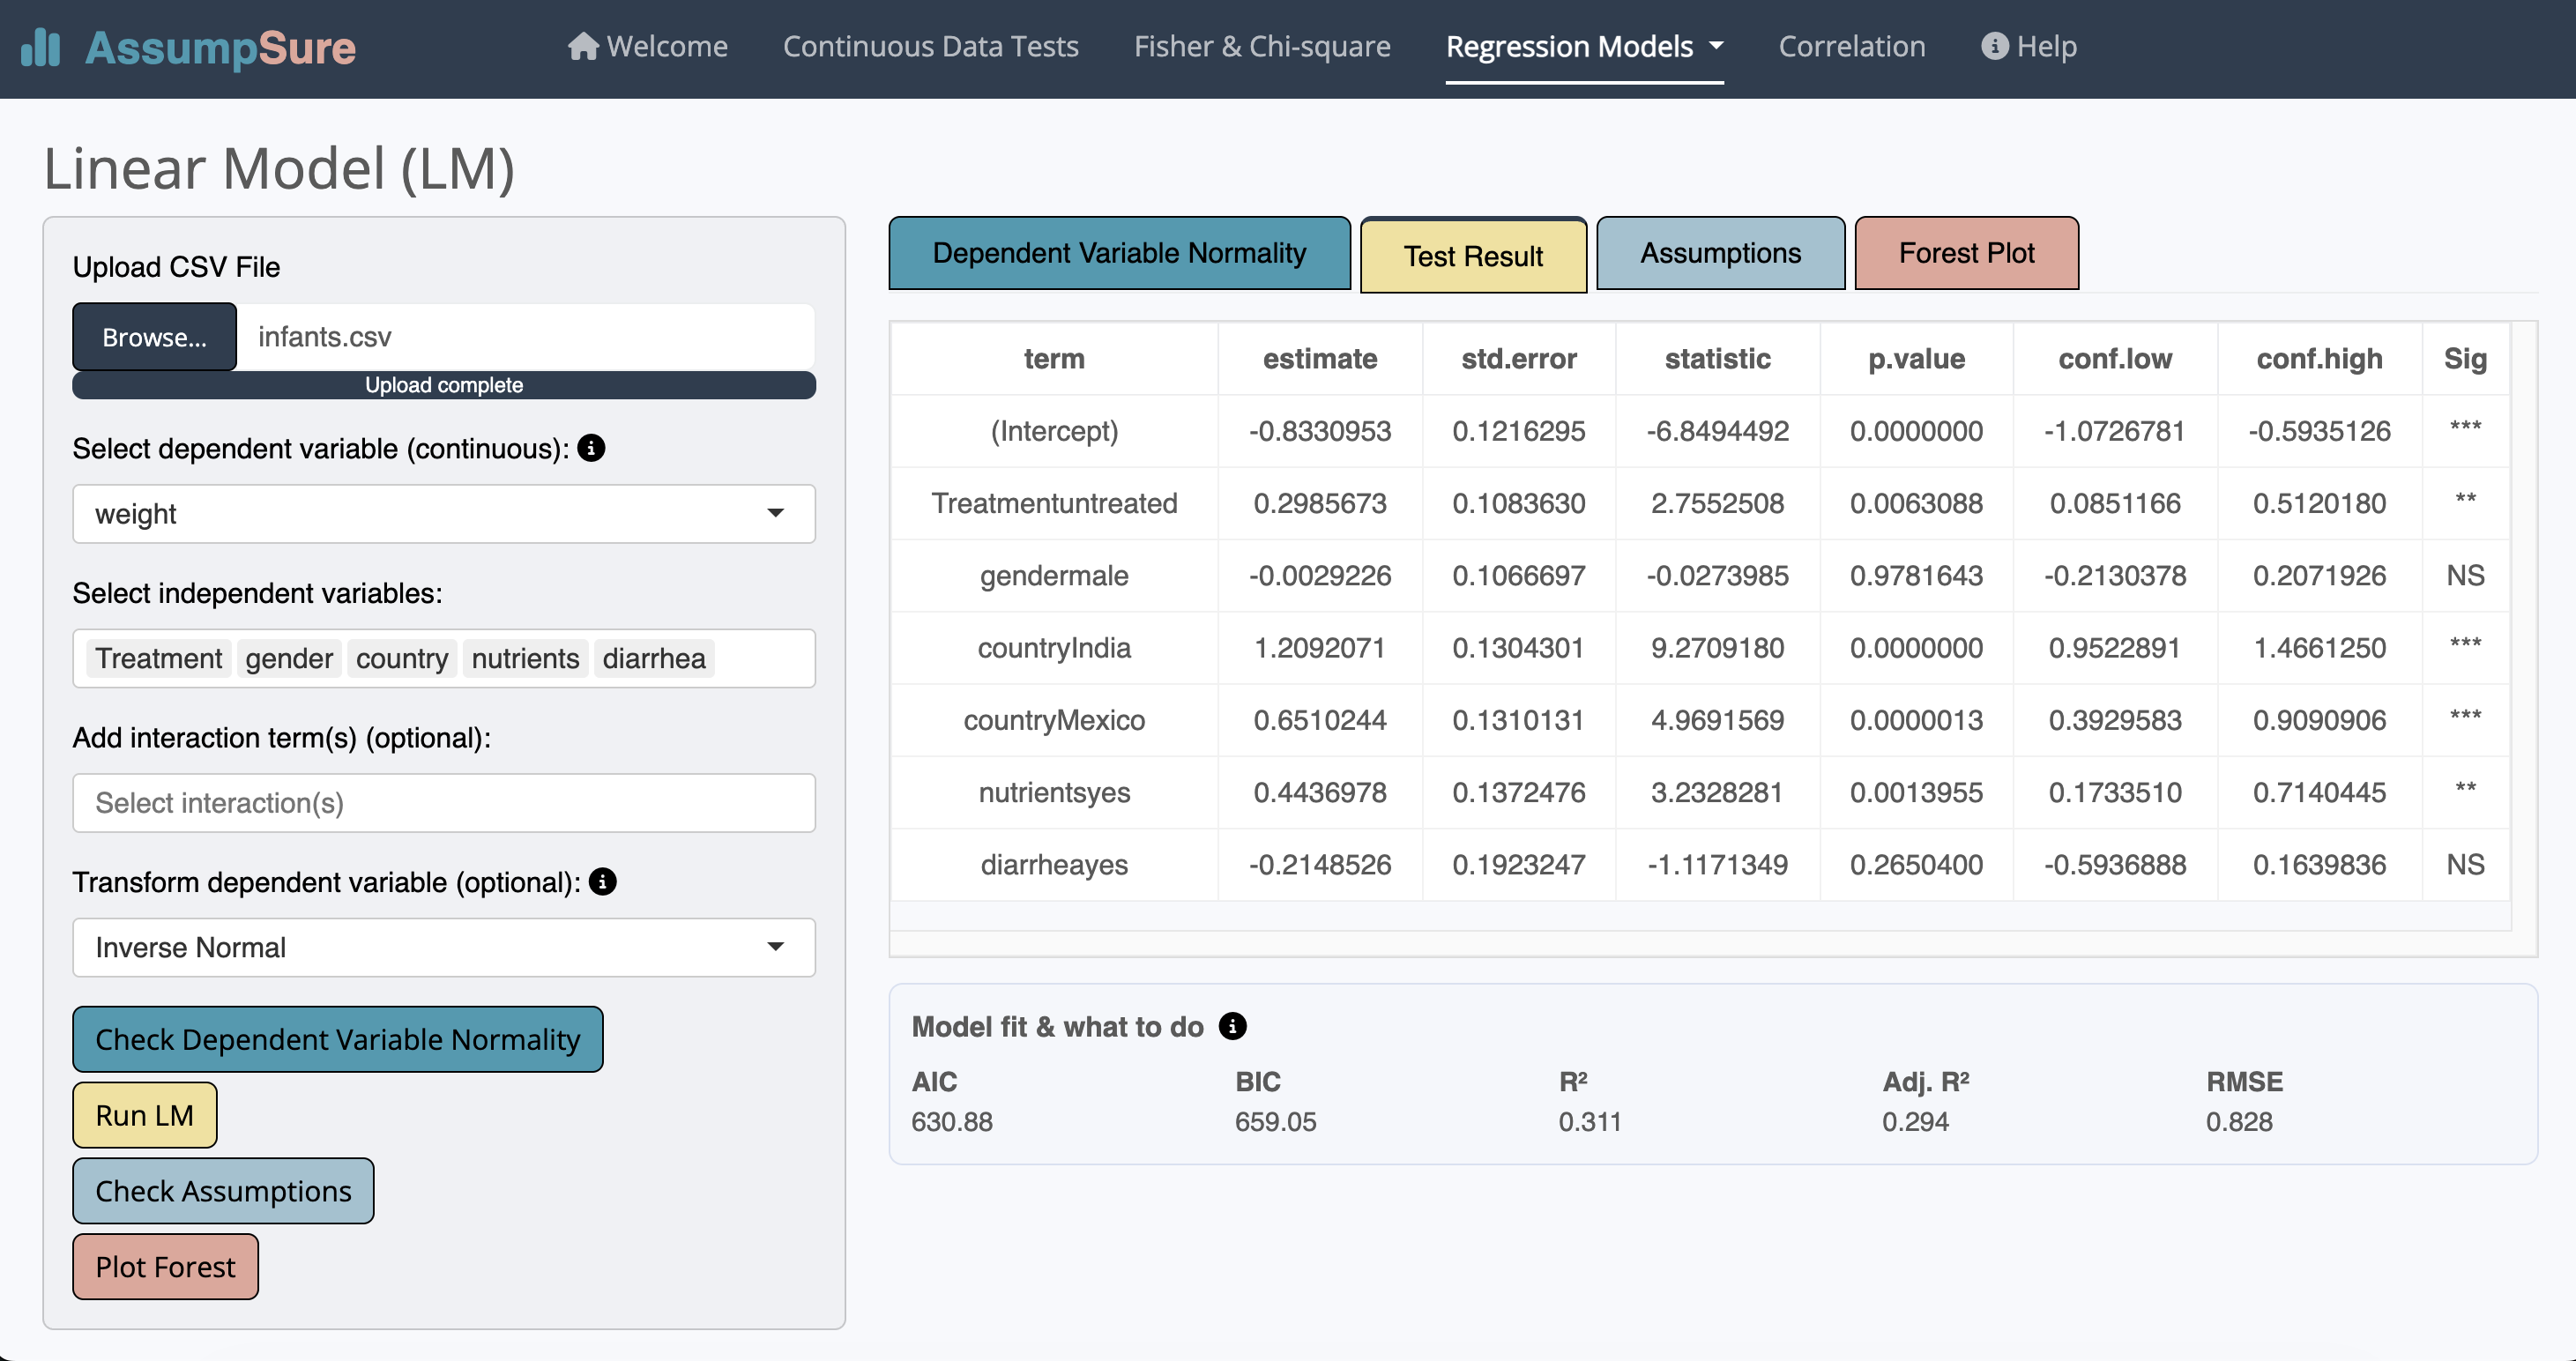 AssumpSure
Welcome
Continuous Data Tests
Fisher & Chi-square
Regression Models
Correlation
Help
Linear Model (LM)
Upload CSV File
Browse... infants.csv
Upload complete
Select dependent variable (continuous):
weight
Select independent variables:
Treatment gender country nutrients diarrhea
Add interaction term(s) (optional):
Select interaction(s)
Transform dependent variable (optional):
Inverse Normal
Check Dependent Variable Normality
Run LM
Check Assumptions
Plot Forest
Dependent Variable Normality Test Result Assumptions Forest Plot
term estimate std.error statistic p.value conf.low conf.high Sig
(Intercept) -0.8330953 0.1216295 -6.8494492 0.0000000 -1.0726781 -0.5935126 ***
Treatmentuntreated 0.2985673 0.1083630 2.7552508 0.0063088 0.0851166 0.5120180 **
gendermale -0.0029226 0.1066697 -0.0273985 0.9781643 -0.2130378 0.2071926 NS
countryIndia 1.2092071 0.1304301 9.2709180 0.0000000 0.9522891 1.4661250 ***
countryMexico 0.6510244 0.1310131 4.9691569 0.0000013 0.3929583 0.9090906 ***
nutrientsyes 0.4436978 0.1372476 3.2328281 0.0013955 0.1733510 0.7140445 **
diarrheayes -0.2148526 0.1923247 -1.1171349 0.2650400 -0.5936888 0.1639836 NS
Model fit & what to do
AIC BIC R² Adj. R² RMSE
630.88 659.05 0.311 0.294 0.828